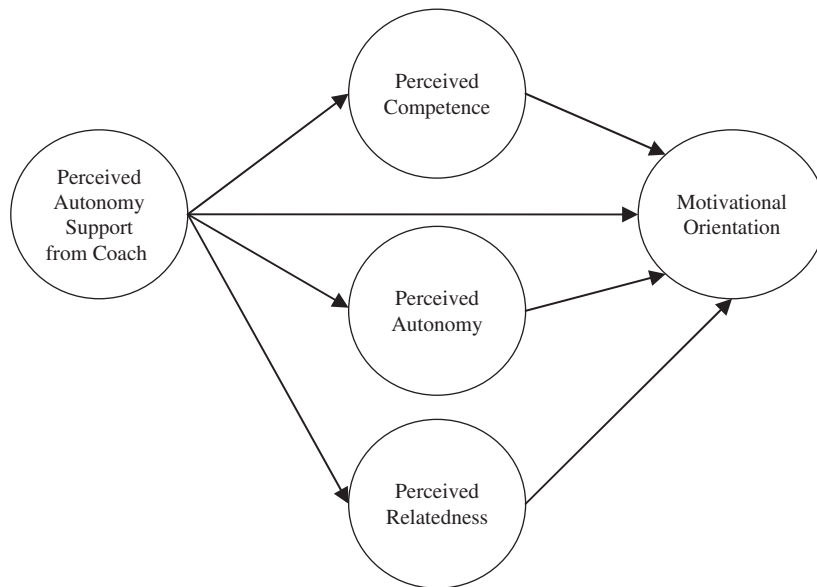 Perceived
Competence
Perceived
Autonomy
Support
from Coach
Motivational
Orientation
Perceived
Autonomy
Perceived
Relatedness